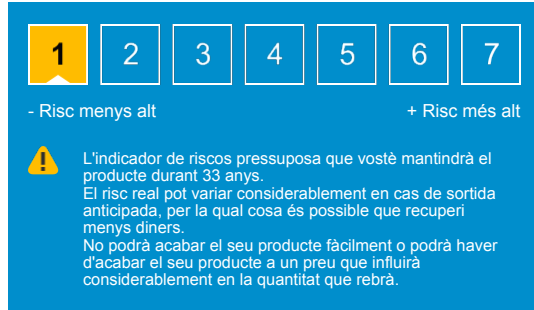 1 2 3 4 5 6 7
- Risc menys alt + Risc més alt
L'indicador de riscos pressuposa que vostè mantindrà el
producte durant 33 anys.
El risc real pot variar considerablement en cas de sortida
anticipada, per la qual cosa és possible que recuperi
menys diners.
No podrà acabar el seu producte fàcilment o podrà haver
d'acabar el seu producte a un preu que influirà
considerablement en la quantitat que rebrà.